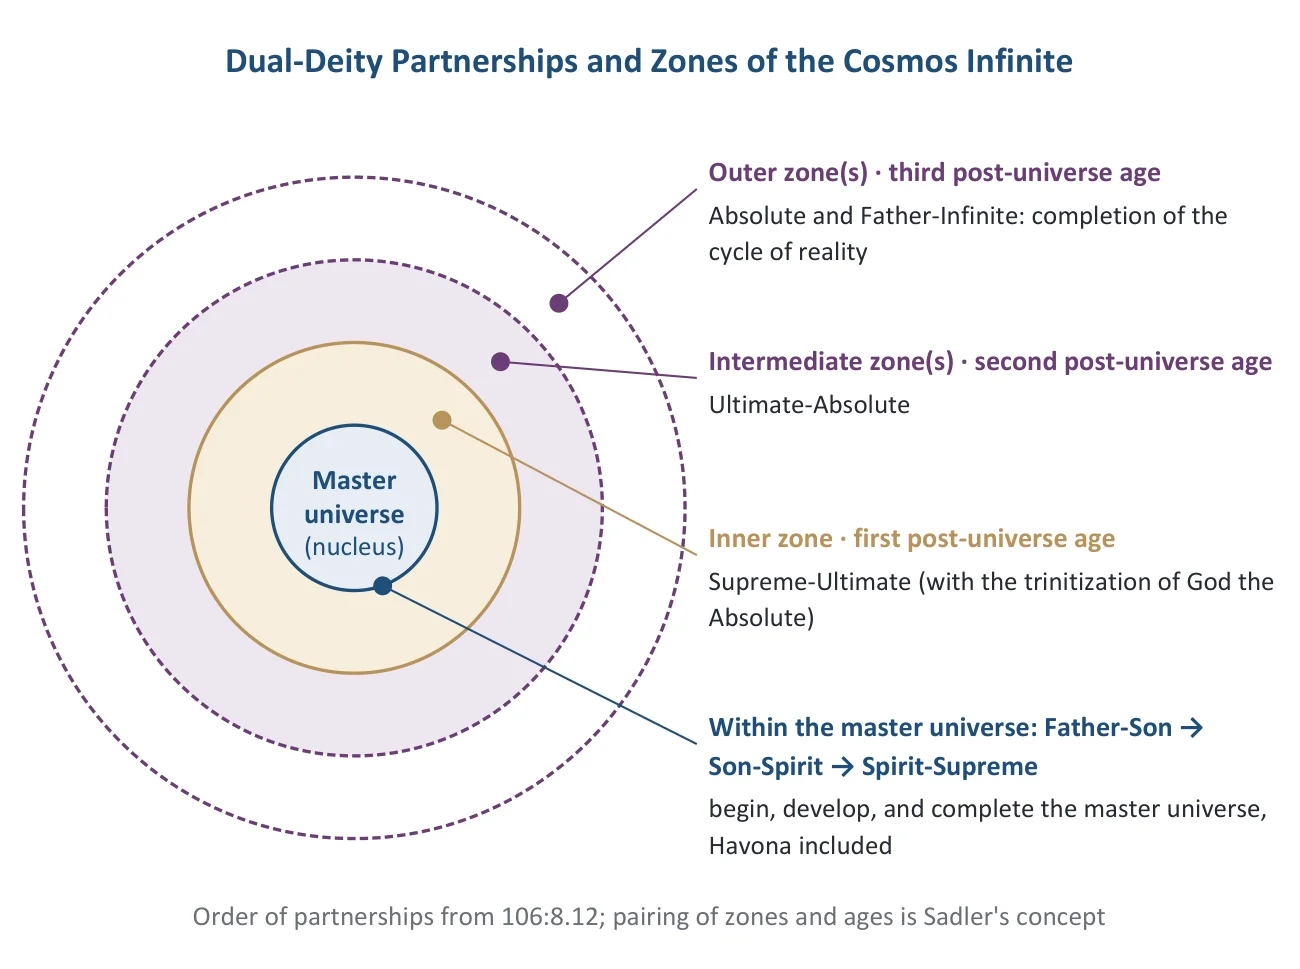 Dual-Deity Partnerships and Zones of the Cosmos Infinite
Outer zone(s) · third post-universe age
Absolute and Father-Infinite: completion of the
cycle of reality
Intermediate zone(s) · second post-universe age
Ultimate-Absolute
Master
universe
(nucleus)
Inner zone · first post-universe age
Supreme-Ultimate (with the trinitization of God the
Absolute)
Within the master universe: Father-Son →
Son-Spirit → Spirit-Supreme
begin, develop, and complete the master universe,
Havona included
Order of partnerships from 106:8.12; pairing of zones and ages is Sadler's concept